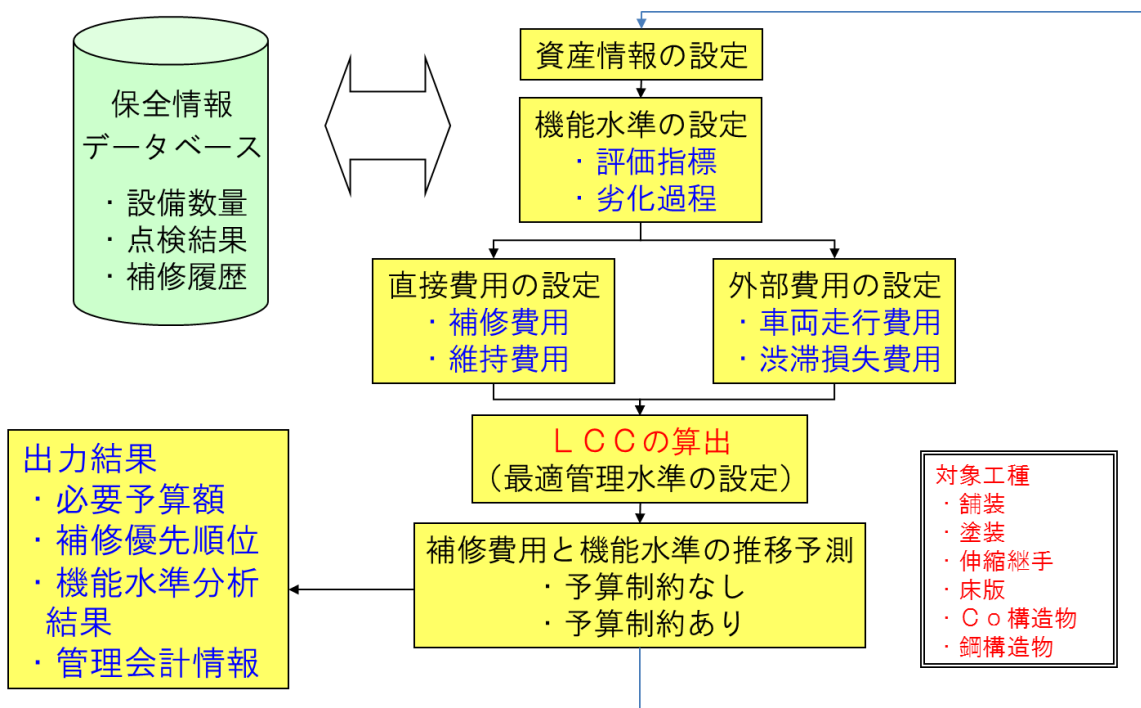 保全情報
データベース
・設備数量
・点検結果
・補修履歴
資産情報の設定
機能水準の設定
・評価指標
・劣化過程
直接費用の設定
・補修費用
・維持費用
外部費用の設定
・車両走行費用
・渋滞損失費用
ＬＣＣの算出
（最適管理水準の設定）
補修費用と機能水準の推移予測
・予算制約なし
・予算制約あり
出力結果
・必要予算額
・補修優先順位
・機能水準分析
結果
・管理会計情報
対象工種
・舗装
・塗装
・伸縮継手
・床版
・Ｃｏ構造物
・鋼構造物